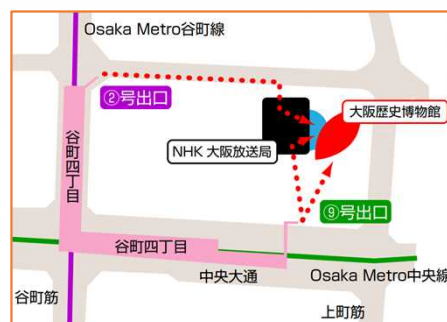 Osaka Metro谷町線
②号出口
大阪歴史博物館
NHK 大阪放送局
谷町四丁目
⑨号出口
谷町四丁目
中央大通
Osaka Metro中央線
谷町筋
上町筋